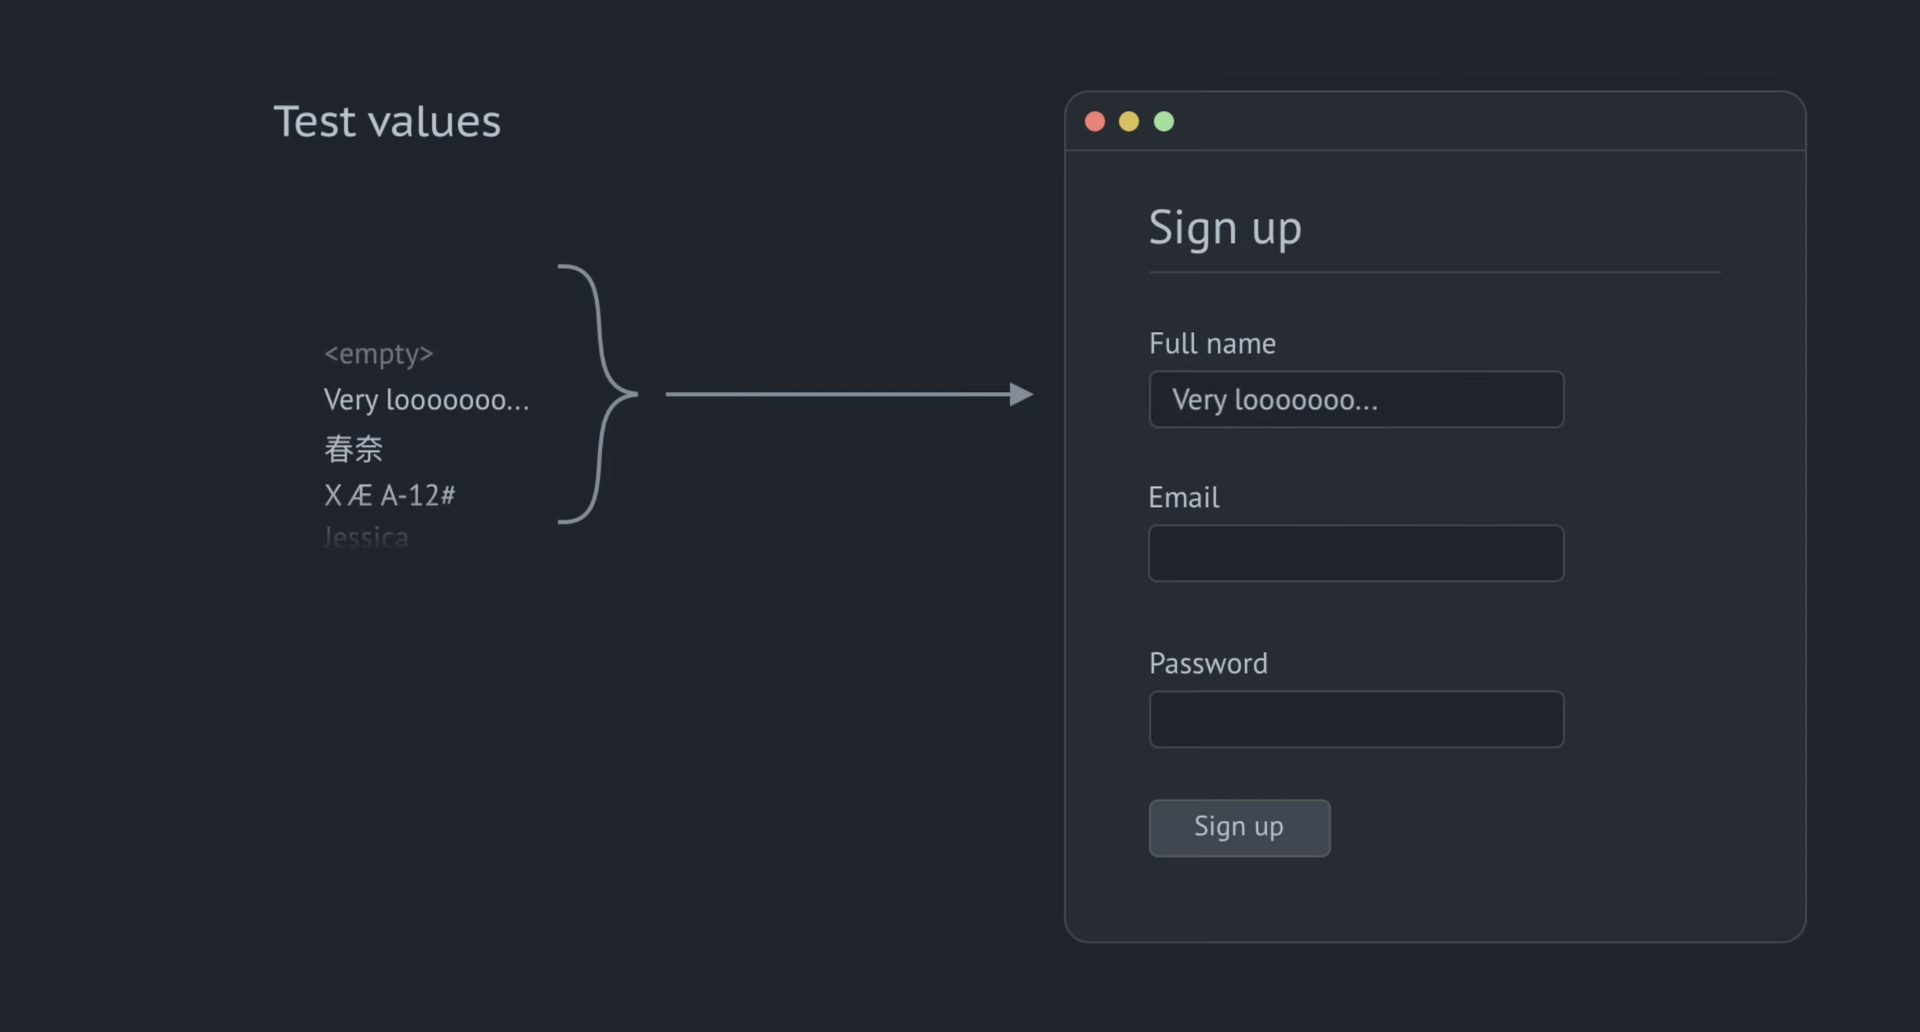 Test values
<empty>
Very looooooo...
春奈
X Æ A-12#
Jessica
Sign up
Full name
Very looooooo...
Email
Password
Sign up